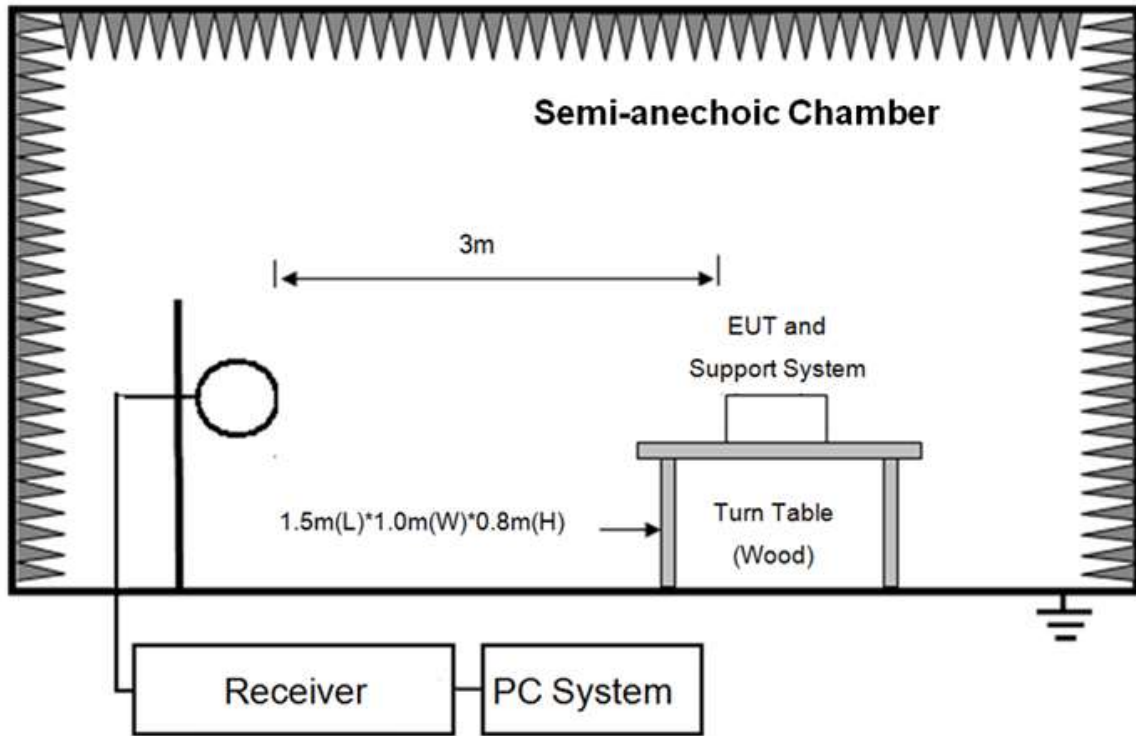 Semi-anechoic Chamber
3m
EUT and
Support System
1.5m(L)*1.0m(W)*0.8m(H)
Turn Table
(Wood)
Receiver
PC System